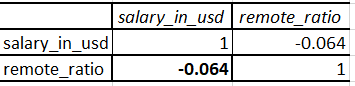 salary_in_usd remote_ratio
salary_in_usd 1 -0.064
remote_ratio -0.064 1